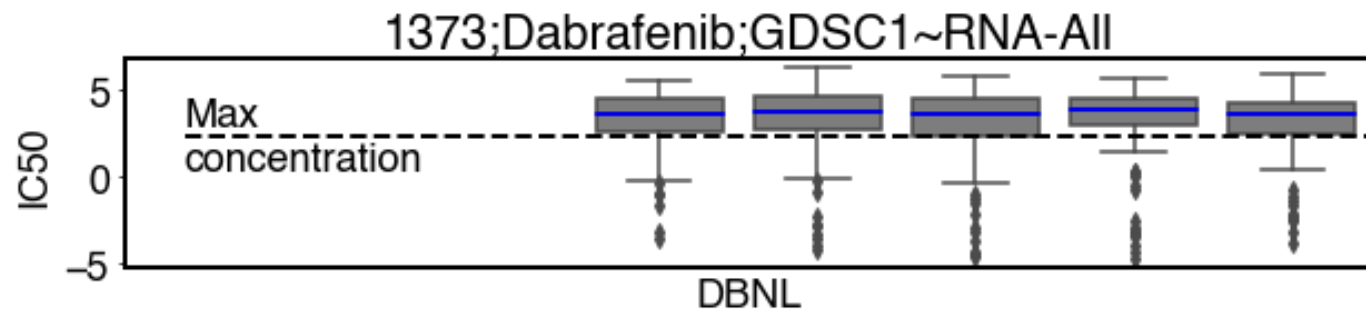 1373;Dabrafenib;GDSC1~RNA-All
5
Max
concentration
IC50
0
−5
DBNL